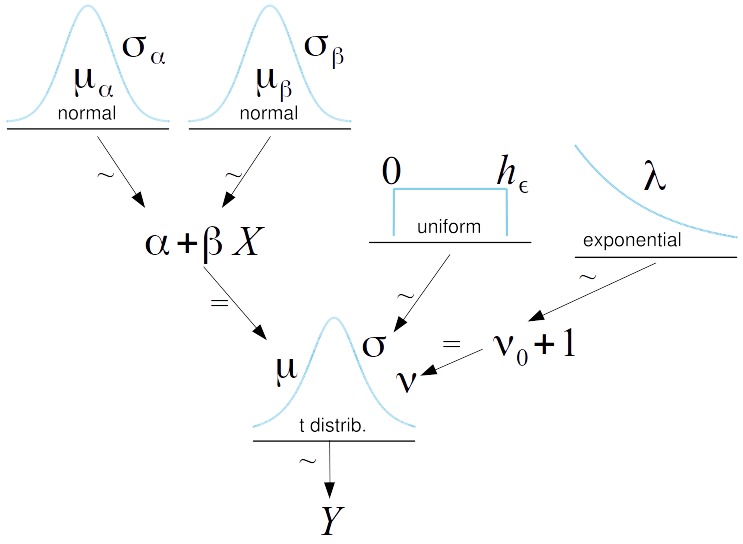 σα σβ
μα μβ
normal normal
~ ~
0 hϵ λ
uniform exponential
α+β X
~ ~
=
μ σ = ν0+1
ν
t distrib.
~
Y